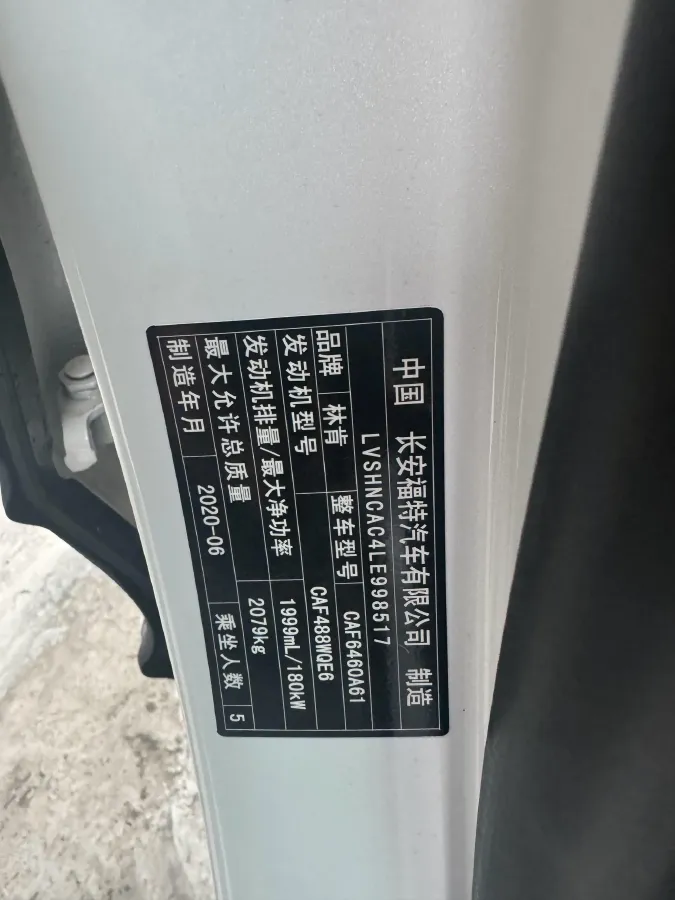 中国 长安福特汽车有限公司 制造
LVSHNCAC4LE998517
品牌 林肯 整车型号 CAF6460A61
发动机型号 CAF488WQE6
发动机排量/最大净功率 1999mL/180kW
最大允许总质量 2079kg
制造年月 2020-06 乘坐人数 5